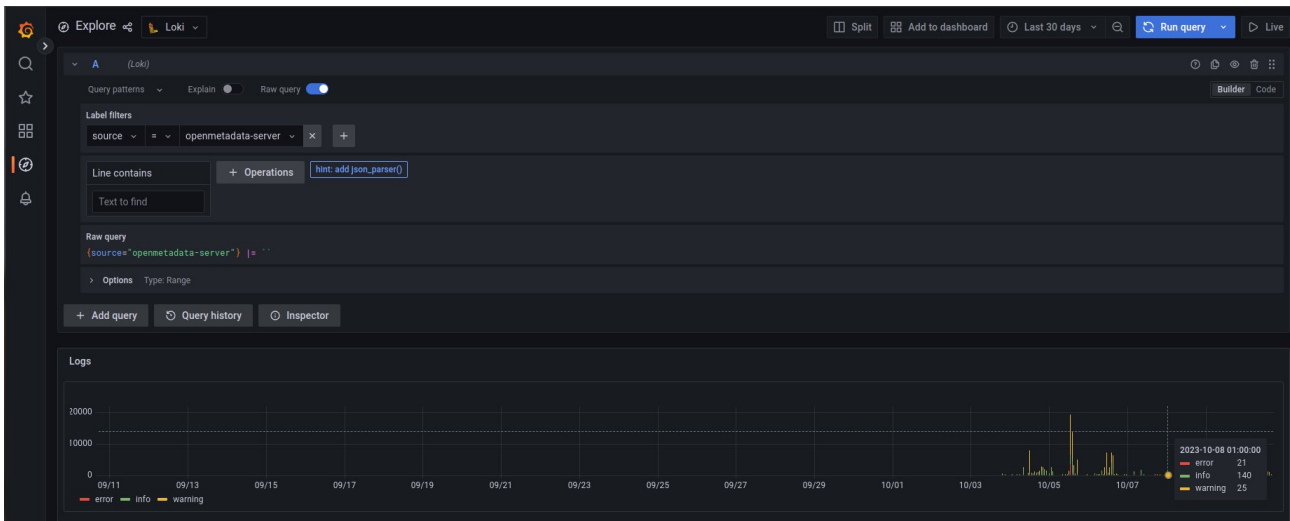 Explore Loki Split Add to dashboard Last 30 days Run query Live
A (Loki)
Query patterns Explain Raw query Builder Code
Label filters
source = openmetadata-server × +
Line contains + Operations hint: add json_parser()
Text to find
Raw query
{source="openmetadata-server"} |= ``
> Options Type: Range
+ Add query Query history Inspector
Logs
20000
10000
0
09/11 09/13 09/15 09/17 09/19 09/21 09/23 09/25 09/27 09/29 10/01 10/03 10/05 10/07
error info warning
2023-10-08 01:00:00
error 21
info 140
warning 25